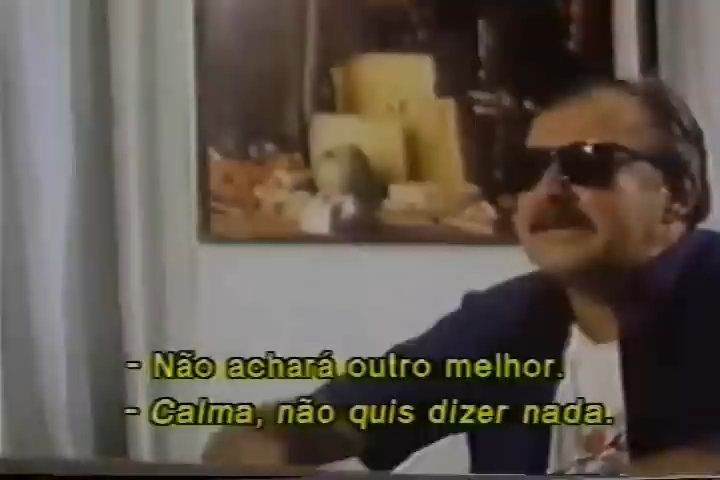 - Não achará outro melhor.
- Calma, não quis dizer nada.